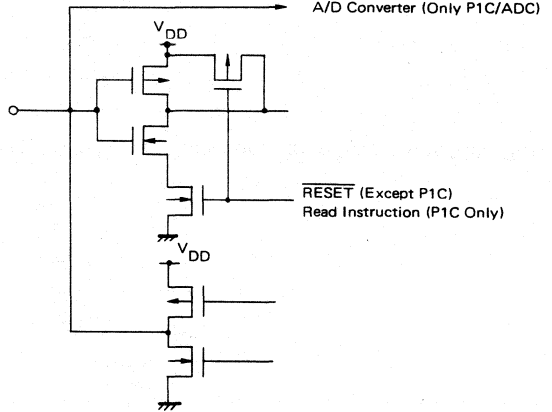 A/D Converter (Only P1C/ADC)
VDD
RESET (Except P1C)
Read Instruction (P1C Only)
VDD